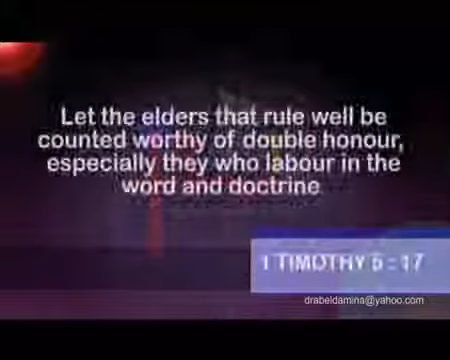 Let the elders that rule well be
counted worthy of double honour,
especially they who labour in the
word and doctrine
1 TIMOTHY 5 : 17
drabeldamina@yahoo.com